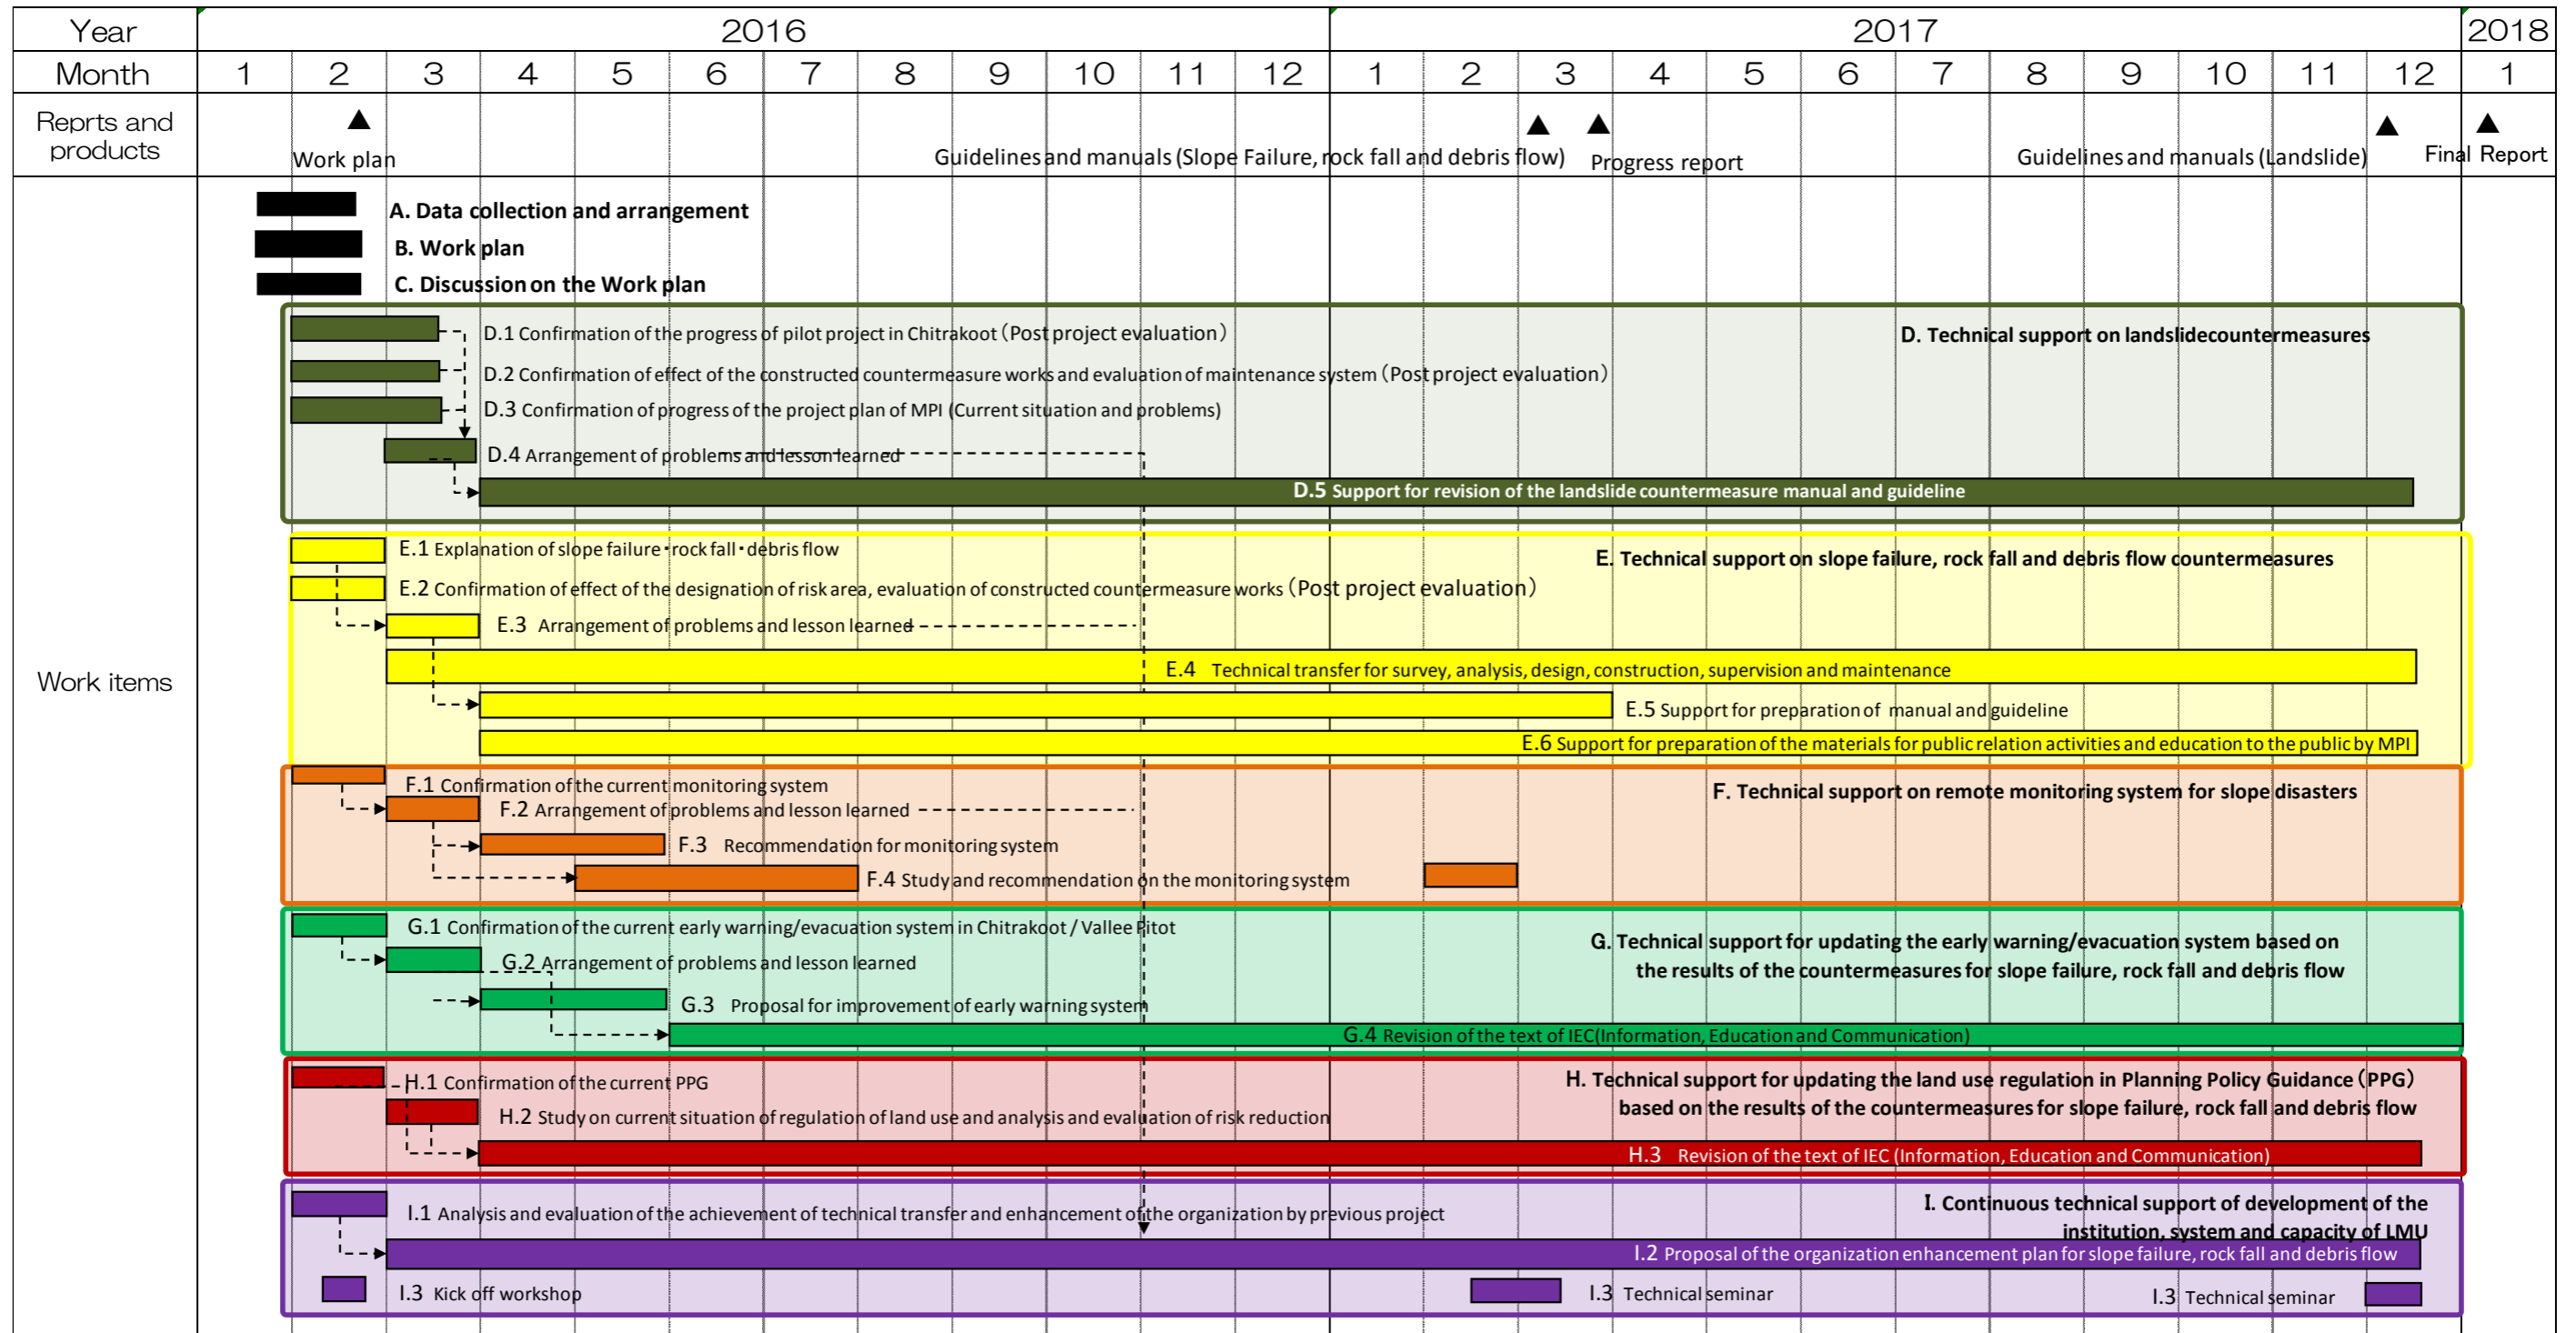 Year 2016 2017 2018
Month 1 2 3 4 5 6 7 8 9 10 11 12 1 2 3 4 5 6 7 8 9 10 11 12 1
Reprts and
products
▲ ▲ ▲ ▲ ▲
Work plan Guidelines and manuals (Slope Failure, rock fall and debris flow) Progress report Guidelines and manuals (Landslide) Final Report
Work items
A. Data collection and arrangement
B. Work plan
C. Discussion on the Work plan
D.1 Confirmation of the progress of pilot project in Chitrakoot（Post project evaluation）
D. Technical support on landslidecountermeasures
D.2 Confirmation of effect of the constructed countermeasure works and evaluation of maintenance system（Post project evaluation）
D.3 Confirmation of progress of the project plan of MPI (Current situation and problems)
D.4 Arrangement of problems and lesson learned
D.5 Support for revision of the landslide countermeasure manual and guideline
E.1 Explanation of slope failure・rock fall・debris flow
E. Technical support on slope failure, rock fall and debris flow countermeasures
E.2 Confirmation of effect of the designation of risk area, evaluation of constructed countermeasure works（Post project evaluation）
E.3 Arrangement of problems and lesson learned
E.4 Technical transfer for survey, analysis, design, construction, supervision and maintenance
E.5 Support for preparation of manual and guideline
E.6 Support for preparation of the materials for public relation activities and education to the public by MPI
F.1 Confirmation of the current monitoring system
F. Technical support on remote monitoring system for slope disasters
F.2 Arrangement of problems and lesson learned
F.3 Recommendation for monitoring system
F.4 Study and recommendation on the monitoring system
G.1 Confirmation of the current early warning/evacuation system in Chitrakoot / Vallee Pitot
G. Technical support for updating the early warning/evacuation system based on
the results of the countermeasures for slope failure, rock fall and debris flow
G.2 Arrangement of problems and lesson learned
G.3 Proposal for improvement of early warning system
G.4 Revision of the text of IEC(Information, Education and Communication)
H.1 Confirmation of the current PPG
H. Technical support for updating the land use regulation in Planning Policy Guidance（PPG）
based on the results of the countermeasures for slope failure, rock fall and debris flow
H.2 Study on current situation of regulation of land use and analysis and evaluation of risk reduction
H.3 Revision of the text of IEC (Information, Education and Communication)
I.1 Analysis and evaluation of the achievement of technical transfer and enhancement of the organization by previous project
I. Continuous technical support of development of the
institution, system and capacity of LMU
I.2 Proposal of the organization enhancement plan for slope failure, rock fall and debris flow
I.3 Kick off workshop
I.3 Technical seminar
I.3 Technical seminar